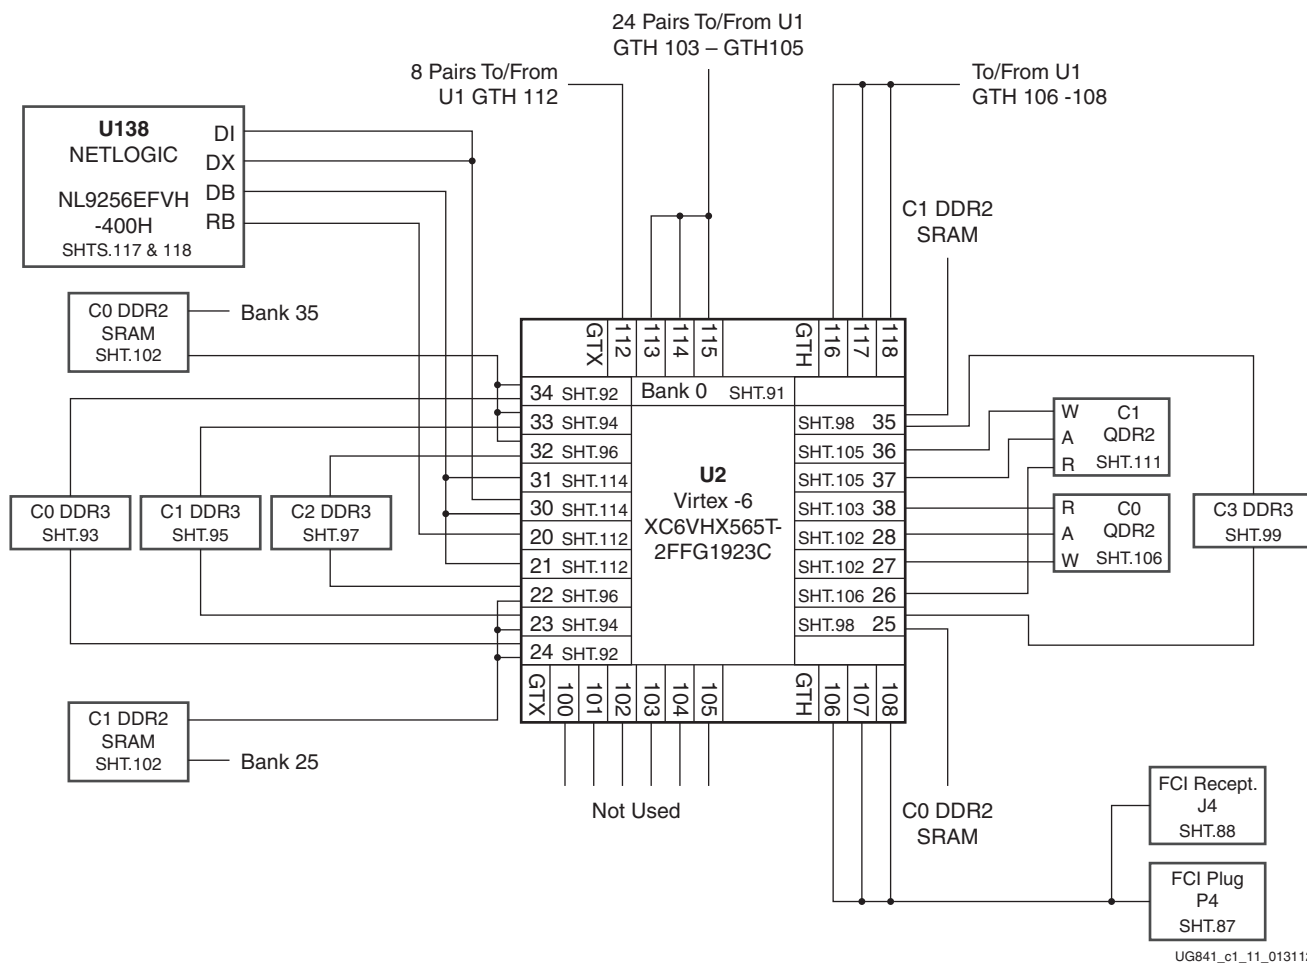 24 Pairs To/From U1
GTH 103 – GTH105
8 Pairs To/From
U1 GTH 112
To/From U1
GTH 106 -108
U138
NETLOGIC
NL9256EFVH
-400H
SHTS.117 & 118
DI
DX
DB
RB
C1 DDR2
SRAM
C0 DDR2
SRAM
SHT.102
Bank 35
GTX
112
113
114
115
GTH
116
117
118
34 SHT.92
33 SHT.94
32 SHT.96
31 SHT.114
30 SHT.114
20 SHT.112
21 SHT.112
22 SHT.96
23 SHT.94
24 SHT.92
Bank 0 SHT.91
U2
Virtex -6
XC6VHX565T-
2FFG1923C
SHT.98 35
SHT.105 36
SHT.105 37
SHT.103 38
SHT.102 28
SHT.102 27
SHT.106 26
SHT.98 25
W
A
R
C1
QDR2
SHT.111
R
A
W
C0
QDR2
SHT.106
C3 DDR3
SHT.99
C0 DDR3
SHT.93
C1 DDR3
SHT.95
C2 DDR3
SHT.97
GTX
100
101
102
103
104
105
GTH
106
107
108
C1 DDR2
SRAM
SHT.102
Bank 25
Not Used
C0 DDR2
SRAM
FCI Recept.
J4
SHT.88
FCI Plug
P4
SHT.87